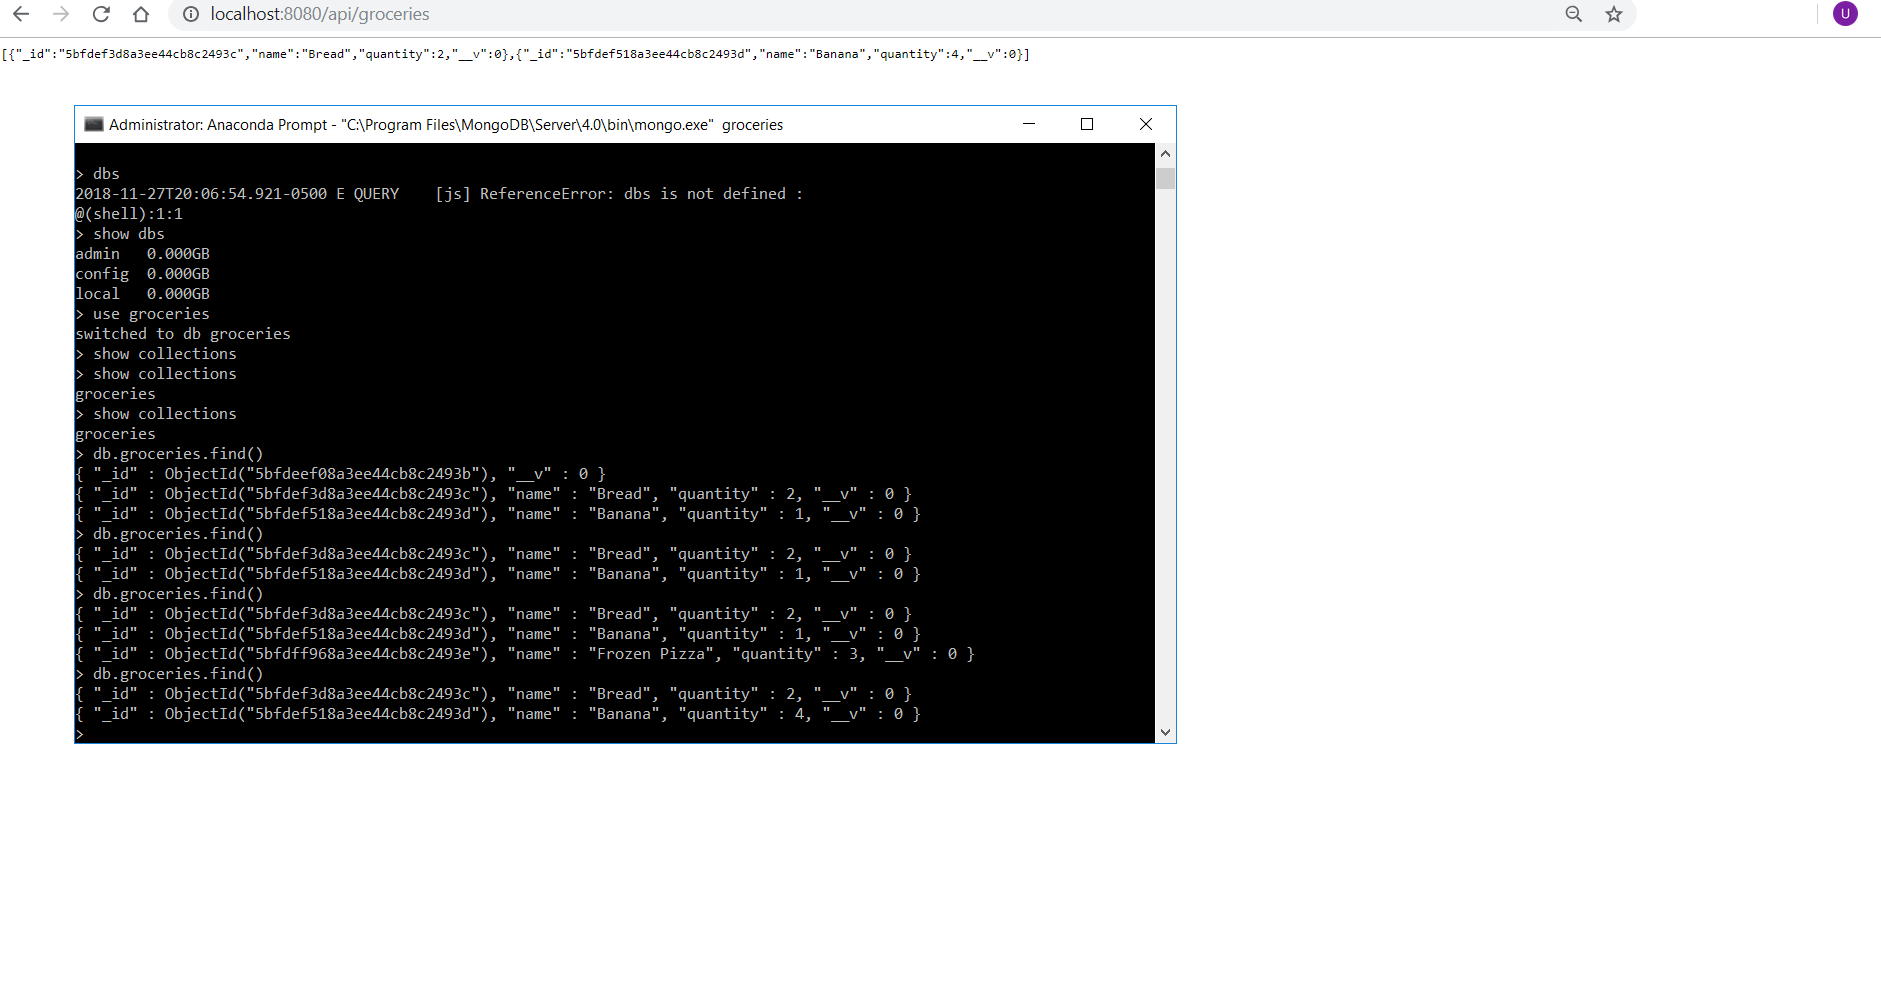 localhost:8080/api/groceries
U
[{"_id":"5bfdef3d8a3ee44cb8c2493c","name":"Bread","quantity":2,"__v":0},{"_id":"5bfdef518a3ee44cb8c2493d","name":"Banana","quantity":4,"__v":0}]
Administrator: Anaconda Prompt - "C:\Program Files\MongoDB\Server\4.0\bin\mongo.exe"  groceries
> dbs
2018-11-27T20:06:54.921-0500 E QUERY    [js] ReferenceError: dbs is not defined :
@(shell):1:1
> show dbs
admin   0.000GB
config  0.000GB
local   0.000GB
> use groceries
switched to db groceries
> show collections
> show collections
groceries
> show collections
groceries
> db.groceries.find()
{ "_id" : ObjectId("5bfdeef08a3ee44cb8c2493b"), "__v" : 0 }
{ "_id" : ObjectId("5bfdef3d8a3ee44cb8c2493c"), "name" : "Bread", "quantity" : 2, "__v" : 0 }
{ "_id" : ObjectId("5bfdef518a3ee44cb8c2493d"), "name" : "Banana", "quantity" : 1, "__v" : 0 }
> db.groceries.find()
{ "_id" : ObjectId("5bfdef3d8a3ee44cb8c2493c"), "name" : "Bread", "quantity" : 2, "__v" : 0 }
{ "_id" : ObjectId("5bfdef518a3ee44cb8c2493d"), "name" : "Banana", "quantity" : 1, "__v" : 0 }
> db.groceries.find()
{ "_id" : ObjectId("5bfdef3d8a3ee44cb8c2493c"), "name" : "Bread", "quantity" : 2, "__v" : 0 }
{ "_id" : ObjectId("5bfdef518a3ee44cb8c2493d"), "name" : "Banana", "quantity" : 1, "__v" : 0 }
{ "_id" : ObjectId("5bfdff968a3ee44cb8c2493e"), "name" : "Frozen Pizza", "quantity" : 3, "__v" : 0 }
> db.groceries.find()
{ "_id" : ObjectId("5bfdef3d8a3ee44cb8c2493c"), "name" : "Bread", "quantity" : 2, "__v" : 0 }
{ "_id" : ObjectId("5bfdef518a3ee44cb8c2493d"), "name" : "Banana", "quantity" : 4, "__v" : 0 }
>